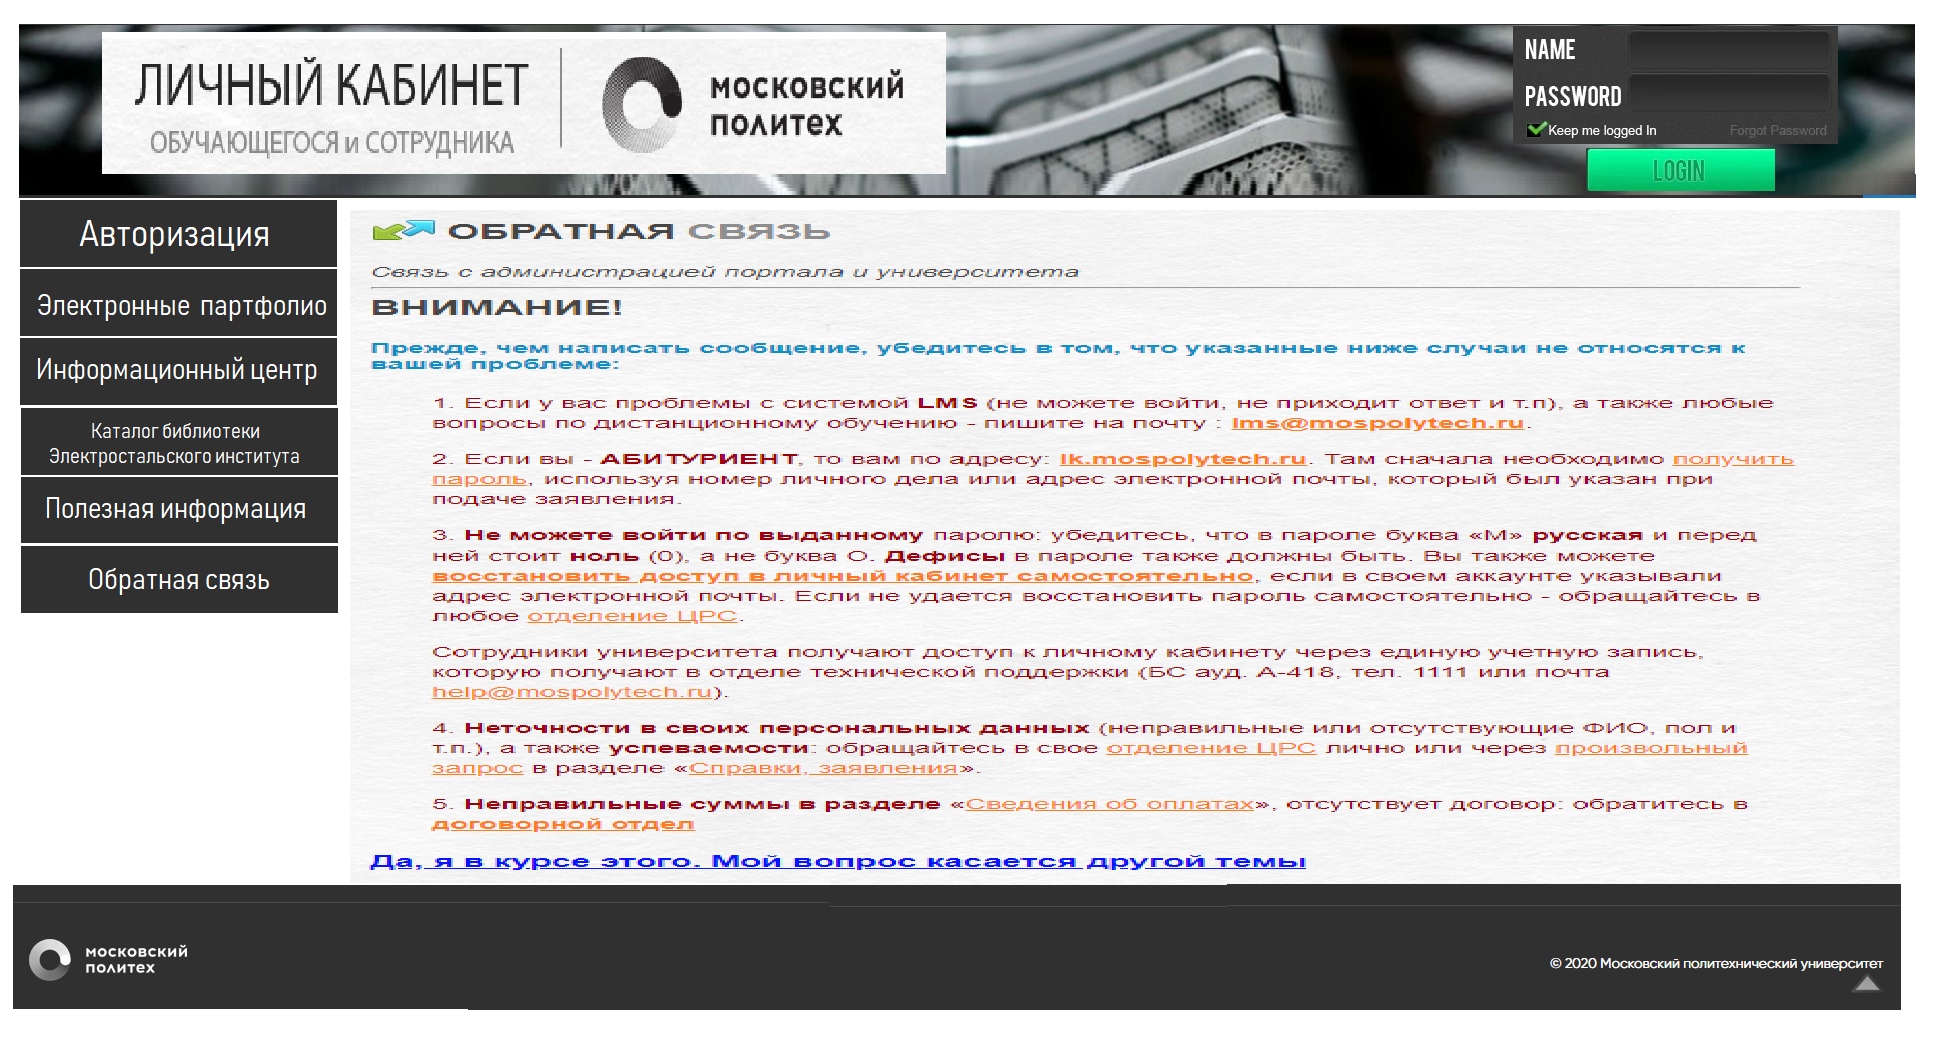 ЛИЧНЫЙ КАБИНЕТ
ОБУЧАЮЩЕГОСЯ и СОТРУДНИКА
московский
политех
NAME
PASSWORD
Keep me logged In
Forgot Password
LOGIN
Авторизация
Электронные партфолио
Информационный центр
Каталог библиотеки
Электростальского института
Полезная информация
Обратная связь
ОБРАТНАЯ СВЯЗЬ
Связь с администрацией портала и университета
ВНИМАНИЕ!
Прежде, чем написать сообщение, убедитесь в том, что указанные ниже случаи не относятся к
вашей проблеме:
1. Если у вас проблемы с системой LMS (не можете войти, не приходит ответ и т.п), а также любые
вопросы по дистанционному обучению - пишите на почту : lms@mospolytech.ru.
2. Если вы - АБИТУРИЕНТ, то вам по адресу: lk.mospolytech.ru. Там сначала необходимо получить
пароль, используя номер личного дела или адрес электронной почты, который был указан при
подаче заявления.
3. Не можете войти по выданному паролю: убедитесь, что в пароле буква «М» русская и перед
ней стоит ноль (0), а не буква О. Дефисы в пароле также должны быть. Вы также можете
восстановить доступ в личный кабинет самостоятельно, если в своем аккаунте указывали
адрес электронной почты. Если не удается восстановить пароль самостоятельно - обращайтесь в
любое отделение ЦРС.
Сотрудники университета получают доступ к личному кабинету через единую учетную запись,
которую получают в отделе технической поддержки (БС ауд. А-418, тел. 1111 или почта
help@mospolytech.ru).
4. Неточности в своих персональных данных (неправильные или отсутствующие ФИО, пол и
т.п.), а также успеваемости: обращайтесь в свое отделение ЦРС лично или через произвольный
запрос в разделе «Справки, заявления».
5. Неправильные суммы в разделе «Сведения об оплатах», отсутствует договор: обратитесь в
договорной отдел
Да, я в курсе этого. Мой вопрос касается другой темы
московский
политех
© 2020 Московский политехнический университет